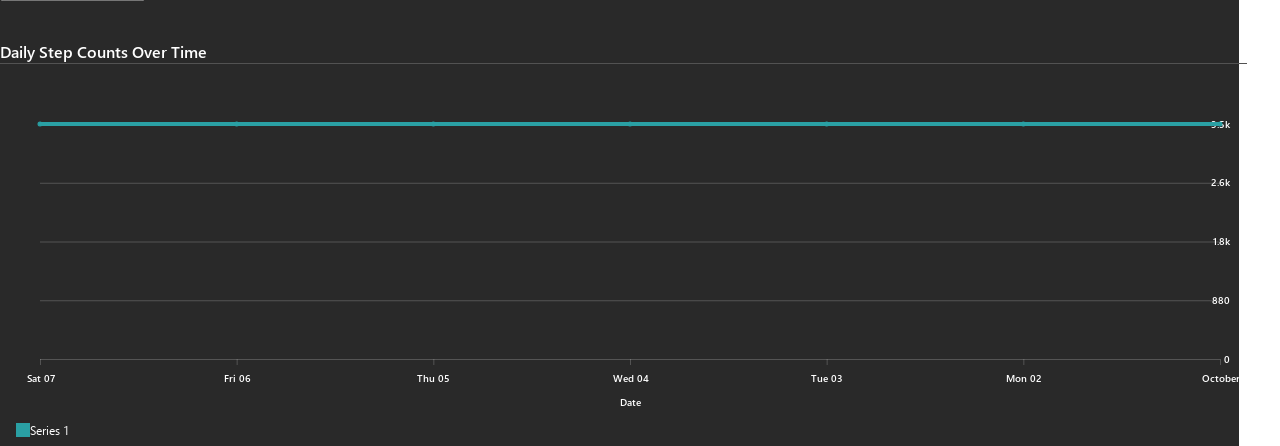 Daily Step Counts Over Time
3.5k
2.6k
1.8k
880
0
Sat 07 Fri 06 Thu 05 Wed 04 Tue 03 Mon 02 October
Date
Series 1